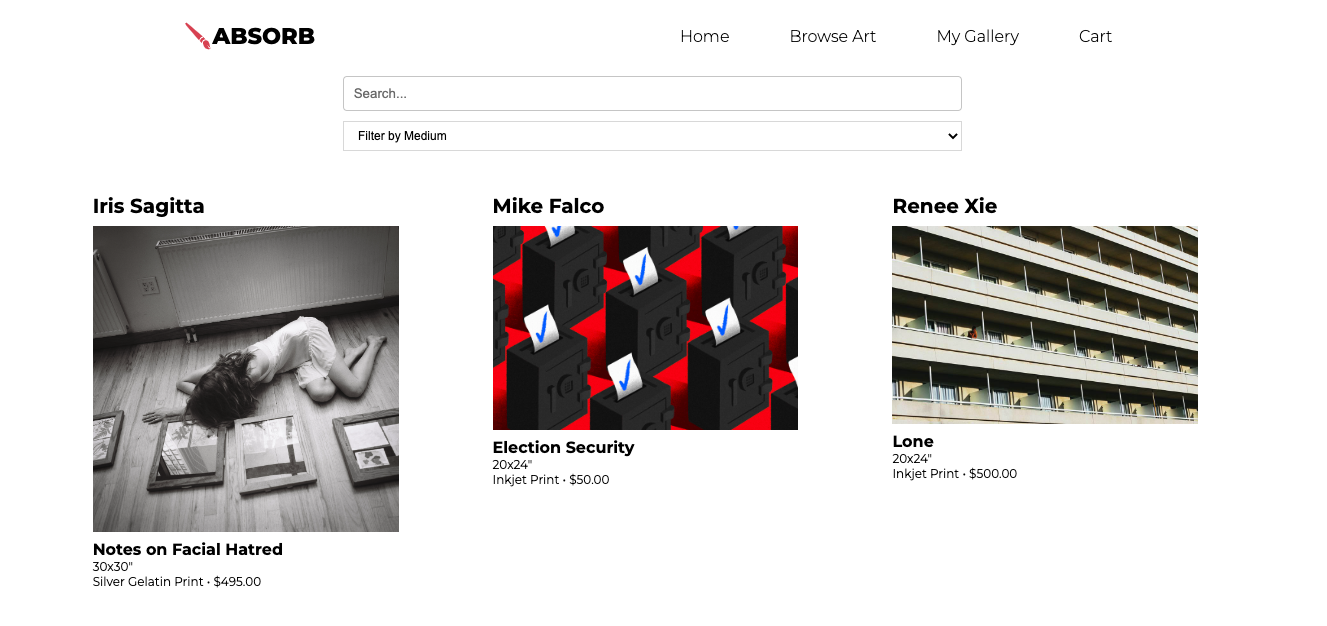 ABSORB
Home
Browse Art
My Gallery
Cart
Search...
Filter by Medium
Iris Sagitta
Notes on Facial Hatred
30x30"
Silver Gelatin Print • $495.00
Mike Falco
Election Security
20x24"
Inkjet Print • $50.00
Renee Xie
Lone
20x24"
Inkjet Print • $500.00